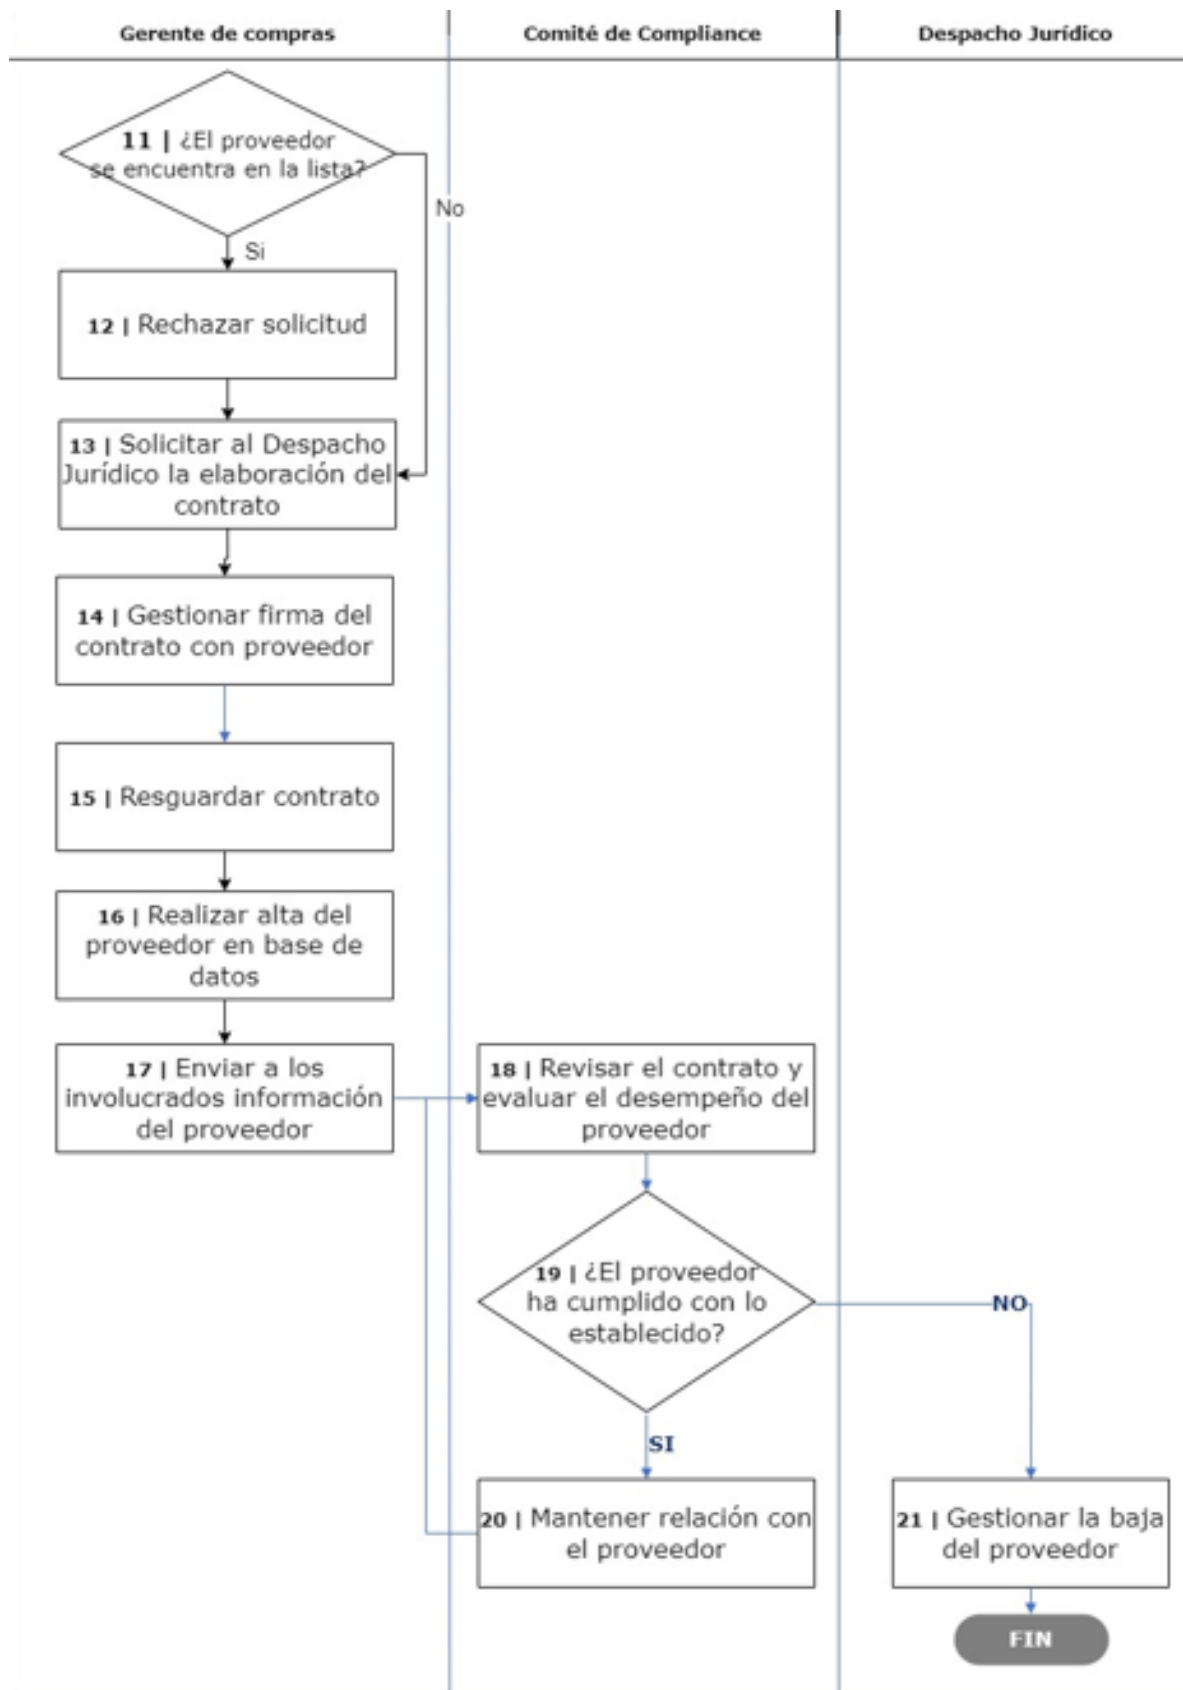 Gerente de compras
Comité de Compliance
Despacho Jurídico
11 | ¿El proveedor
se encuentra en la lista?
No
Si
12 | Rechazar solicitud
13 | Solicitar al Despacho
Jurídico la elaboración del
contrato
14 | Gestionar firma del
contrato con proveedor
15 | Resguardar contrato
16 | Realizar alta del
proveedor en base de
datos
17 | Enviar a los
involucrados información
del proveedor
18 | Revisar el contrato y
evaluar el desempeño del
proveedor
19 | ¿El proveedor
ha cumplido con lo
establecido?
NO
SI
20 | Mantener relación con
el proveedor
21 | Gestionar la baja
del proveedor
FIN